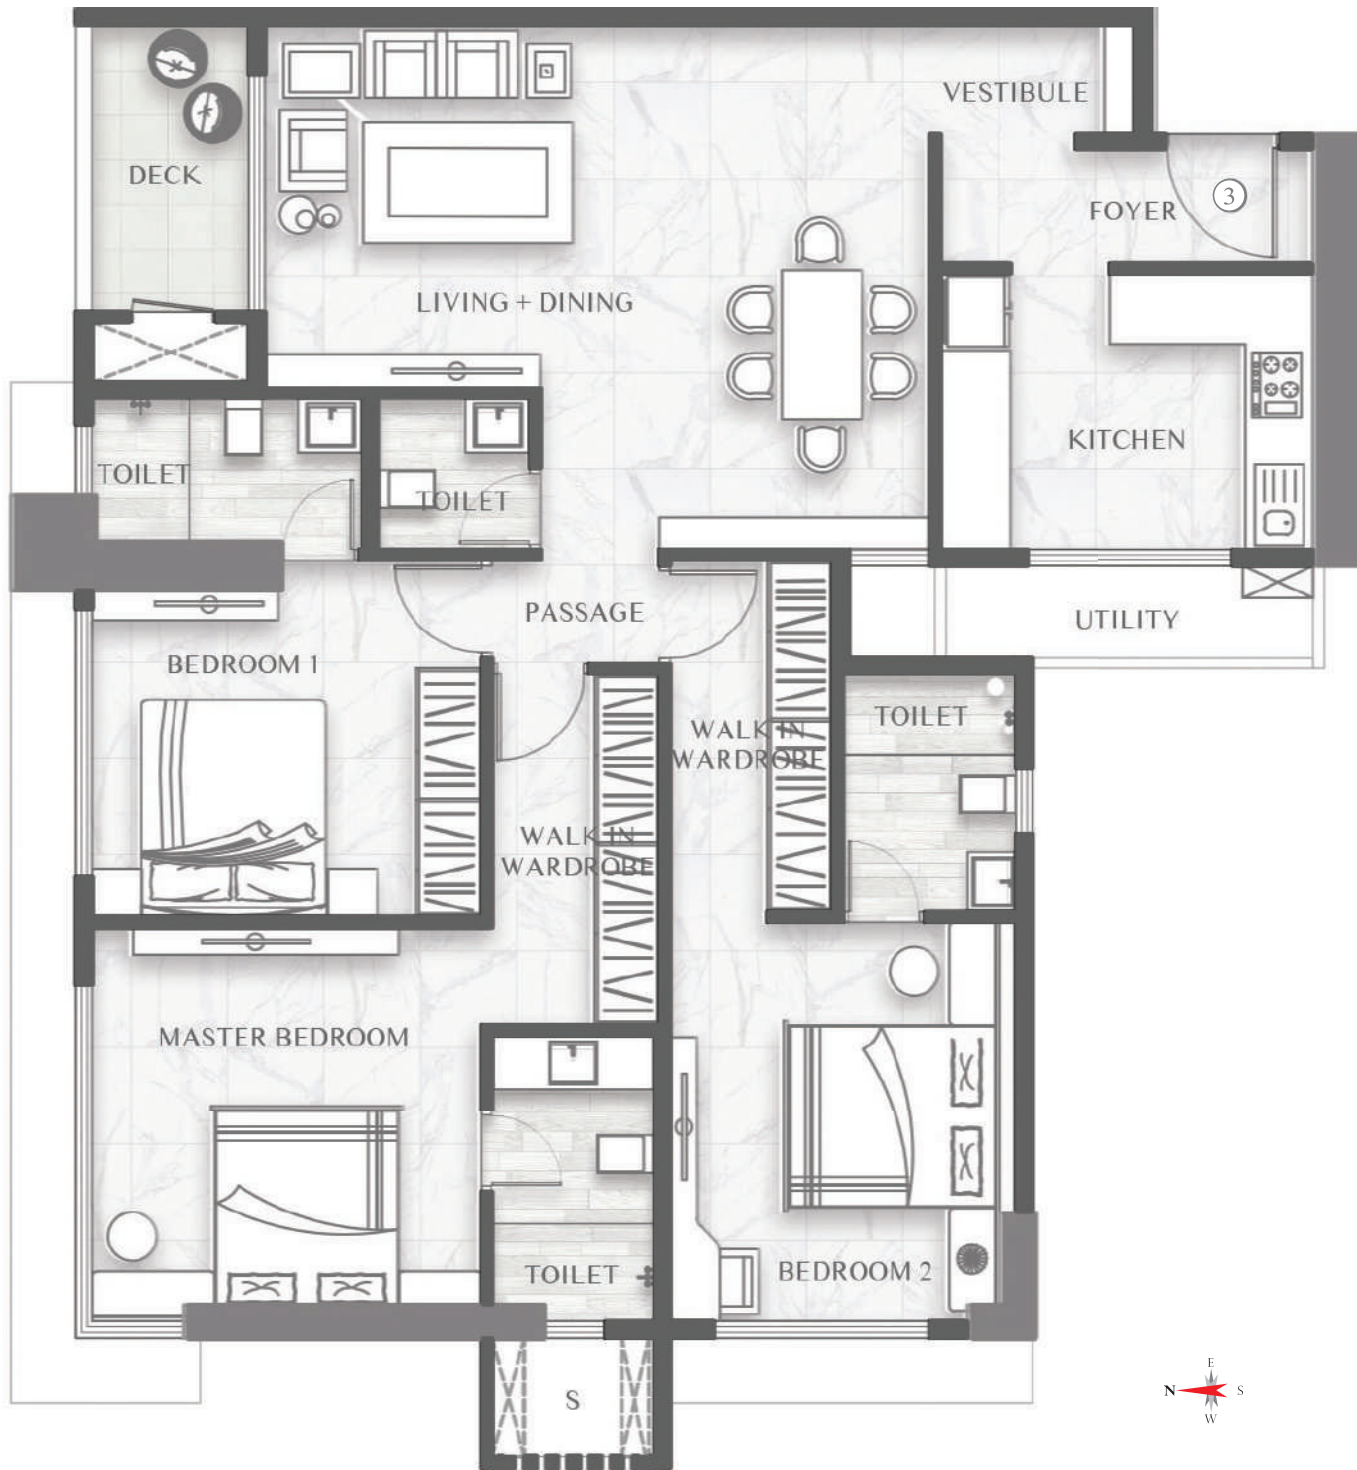 VESTIBULE
DECK
3
FOYER
LIVING + DINING
KITCHEN
TOILET
TOILET
PASSAGE
UTILITY
BEDROOM 1
TOILET
WALK IN
WARDROBE
WALK IN
WARDROBE
MASTER BEDROOM
TOILET
BEDROOM 2
S
E
N
S
W